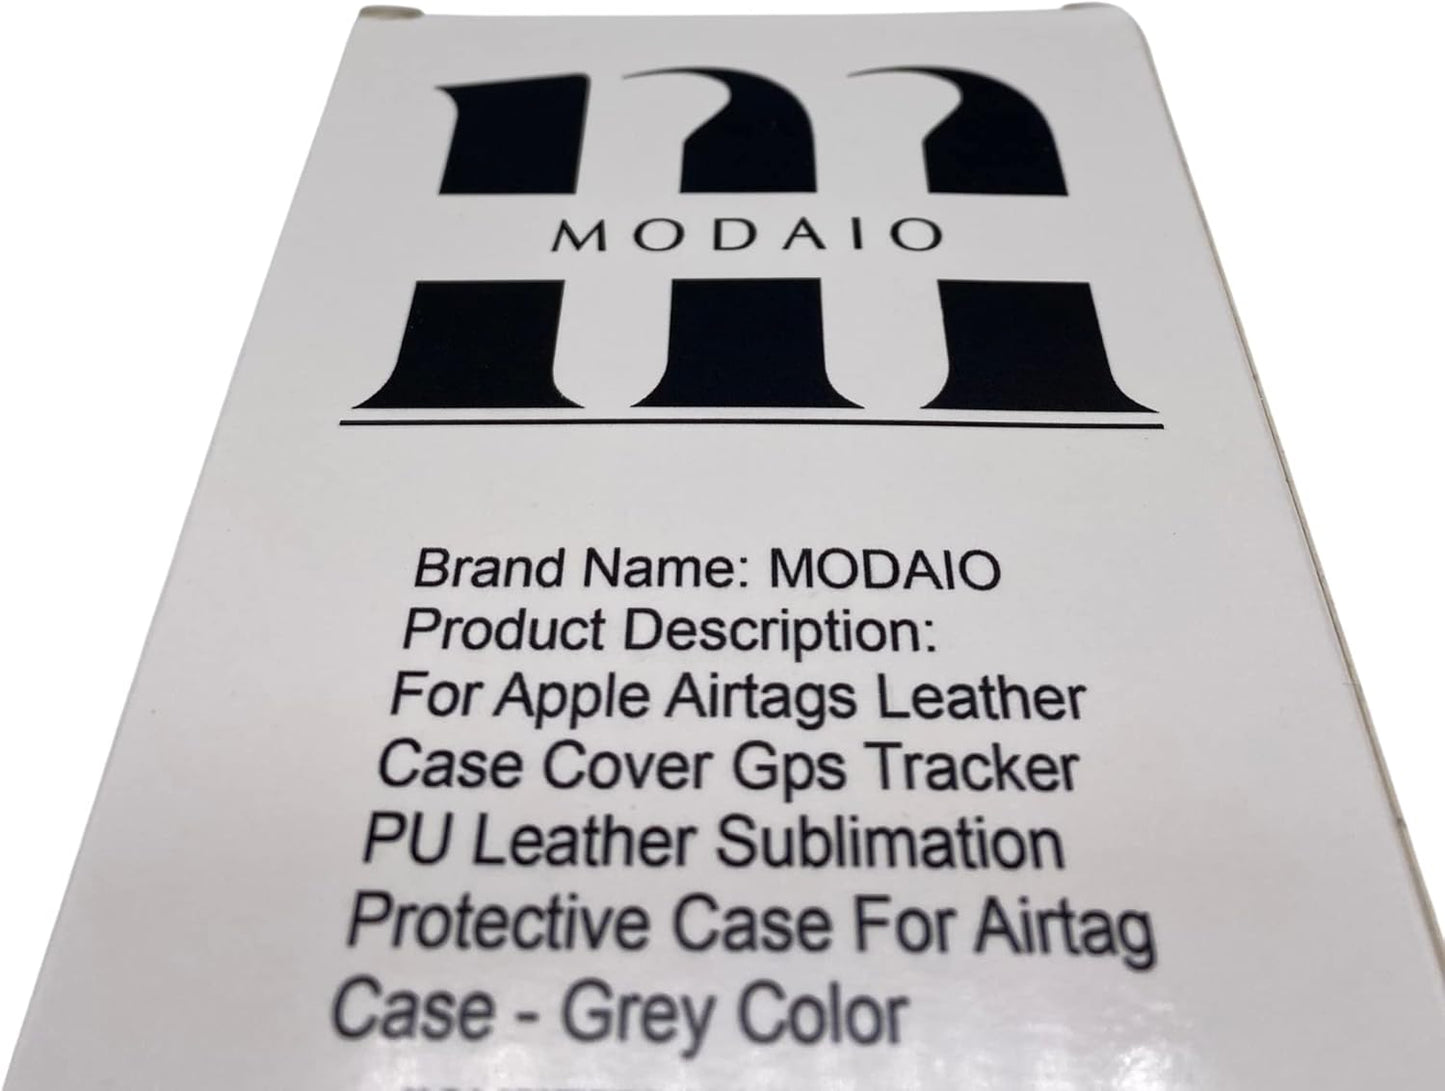 m
MODAIO
Brand Name: MODAIO
Product Description:
For Apple Airtags Leather
Case Cover Gps Tracker
PU Leather Sublimation
Protective Case For Airtag
Case - Grey Color